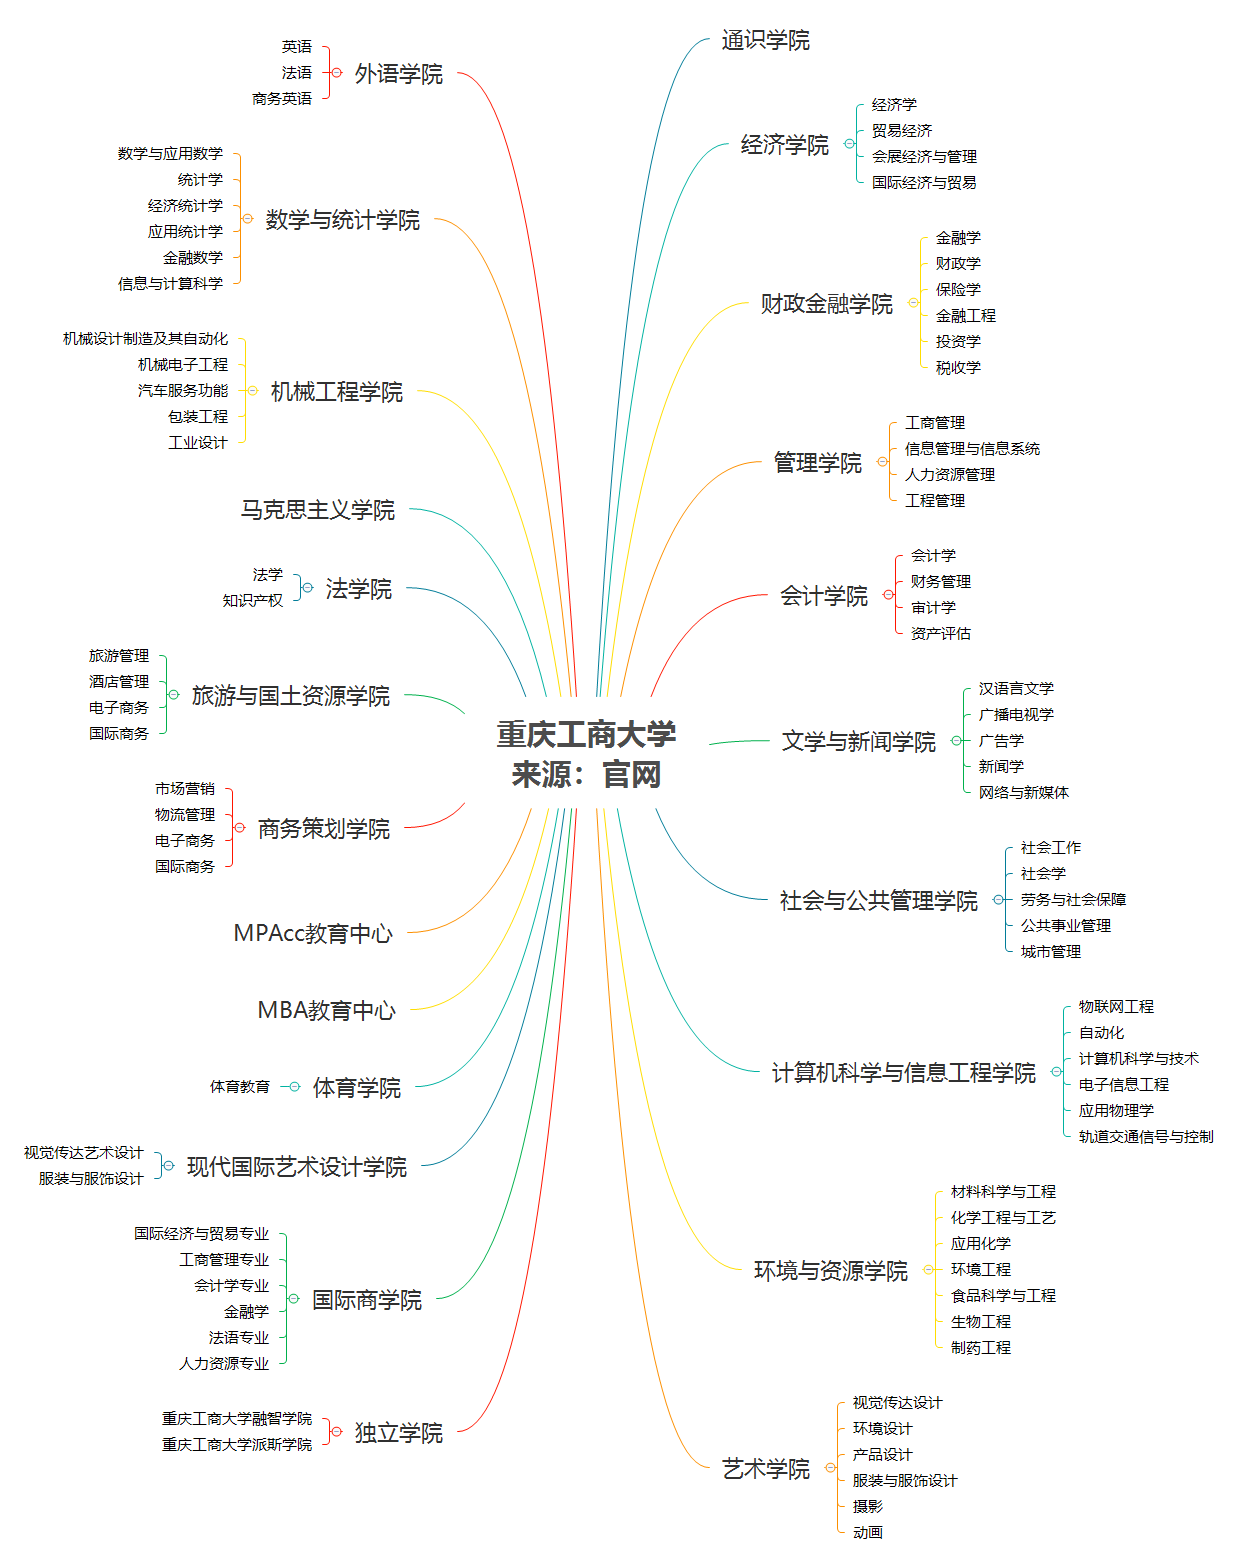 重庆工商大学
来源：官网
通识学院
经济学院
经济学
贸易经济
会展经济与管理
国际经济与贸易
财政金融学院
金融学
财政学
保险学
金融工程
投资学
税收学
管理学院
工商管理
信息管理与信息系统
人力资源管理
工程管理
会计学院
会计学
财务管理
审计学
资产评估
文学与新闻学院
汉语言文学
广播电视学
广告学
新闻学
网络与新媒体
社会与公共管理学院
社会工作
社会学
劳务与社会保障
公共事业管理
城市管理
计算机科学与信息工程学院
物联网工程
自动化
计算机科学与技术
电子信息工程
应用物理学
轨道交通信号与控制
环境与资源学院
材料科学与工程
化学工程与工艺
应用化学
环境工程
食品科学与工程
生物工程
制药工程
艺术学院
视觉传达设计
环境设计
产品设计
服装与服饰设计
摄影
动画
外语学院
英语
法语
商务英语
数学与统计学院
数学与应用数学
统计学
经济统计学
应用统计学
金融数学
信息与计算科学
机械工程学院
机械设计制造及其自动化
机械电子工程
汽车服务功能
包装工程
工业设计
马克思主义学院
法学院
法学
知识产权
旅游与国土资源学院
旅游管理
酒店管理
电子商务
国际商务
商务策划学院
市场营销
物流管理
电子商务
国际商务
MPAcc教育中心
MBA教育中心
体育学院
体育教育
现代国际艺术设计学院
视觉传达艺术设计
服装与服饰设计
国际商学院
国际经济与贸易专业
工商管理专业
会计学专业
金融学
法语专业
人力资源专业
独立学院
重庆工商大学融智学院
重庆工商大学派斯学院